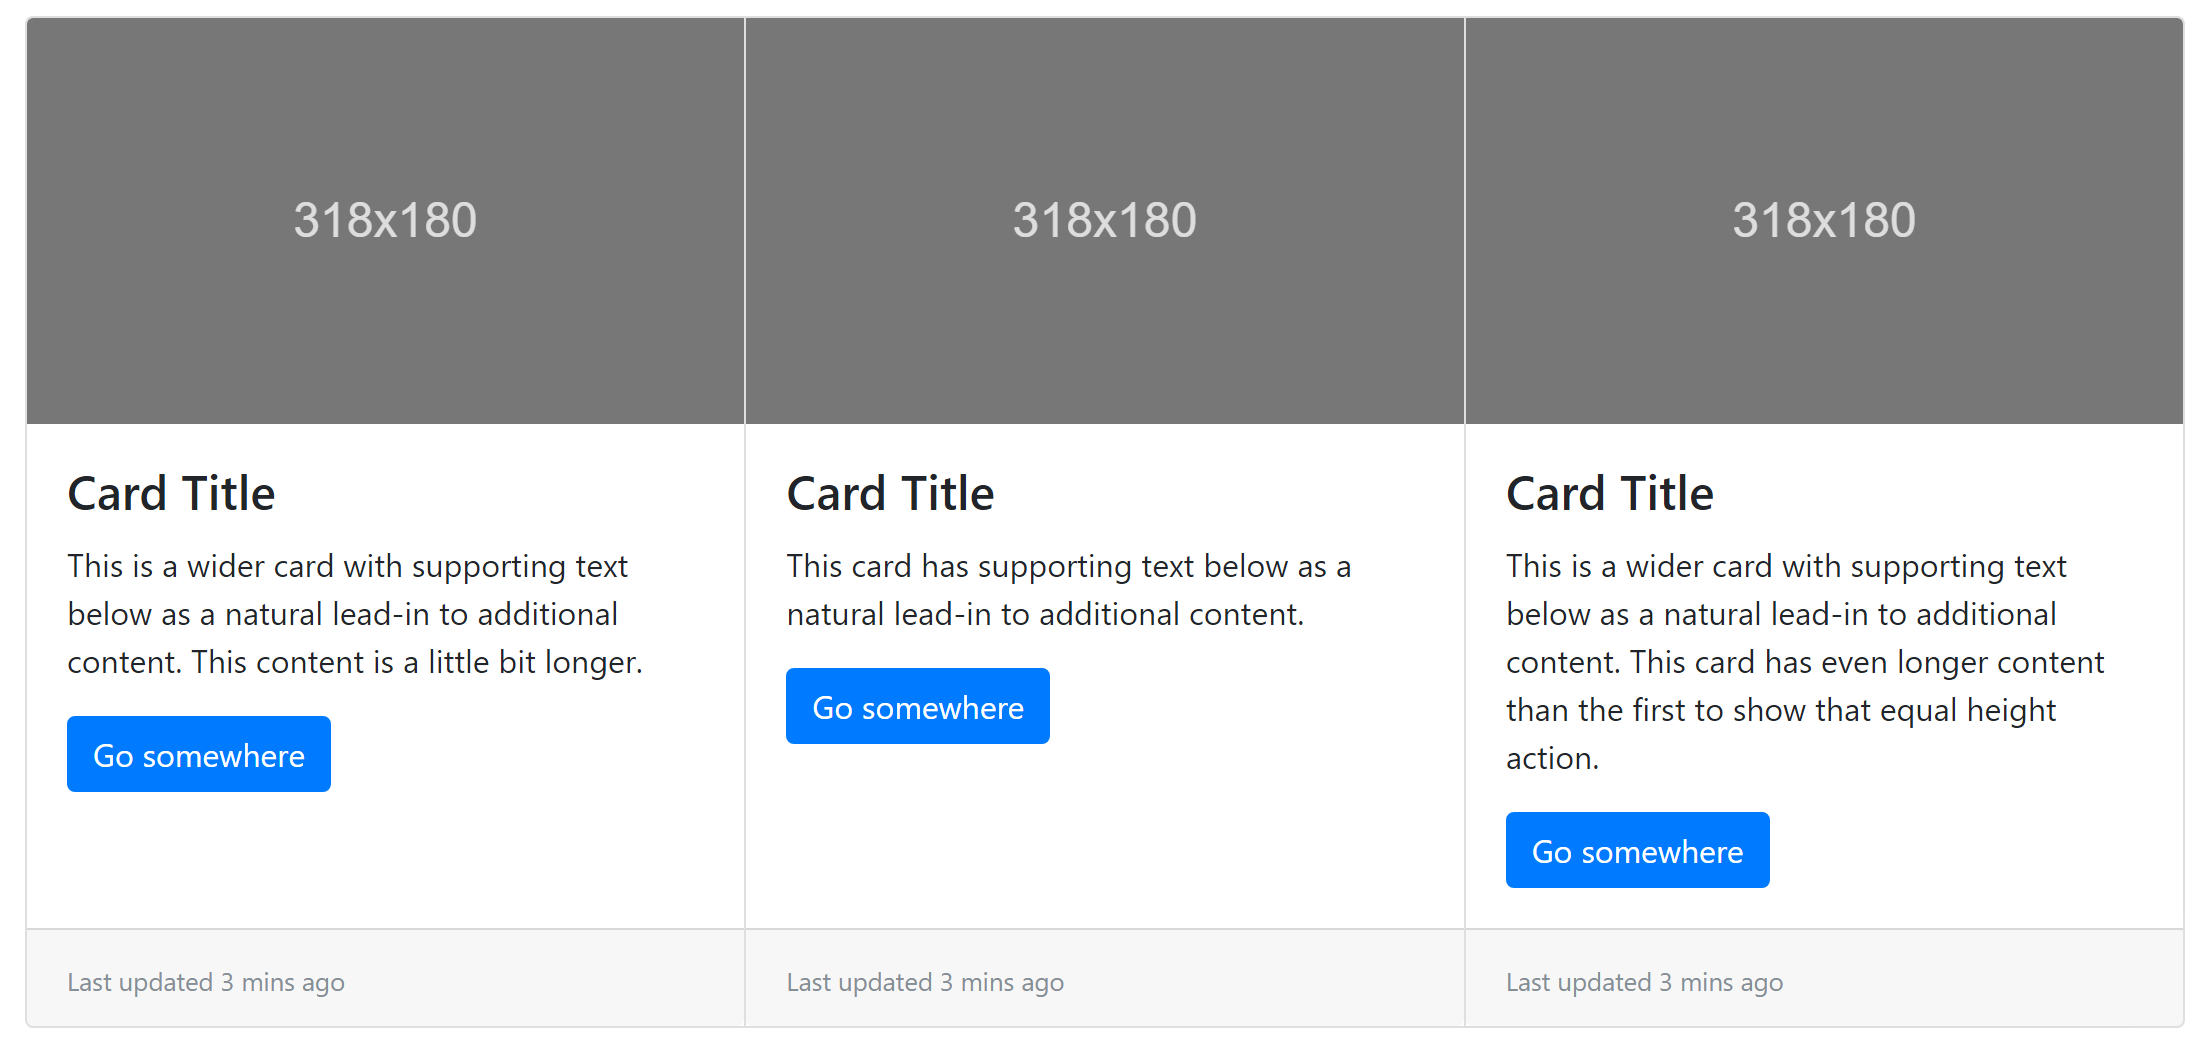 318x180
318x180
318x180
Card Title
This is a wider card with supporting text
below as a natural lead-in to additional
content. This content is a little bit longer.
Go somewhere
Last updated 3 mins ago
Card Title
This card has supporting text below as a
natural lead-in to additional content.
Go somewhere
Last updated 3 mins ago
Card Title
This is a wider card with supporting text
below as a natural lead-in to additional
content. This card has even longer content
than the first to show that equal height
action.
Go somewhere
Last updated 3 mins ago